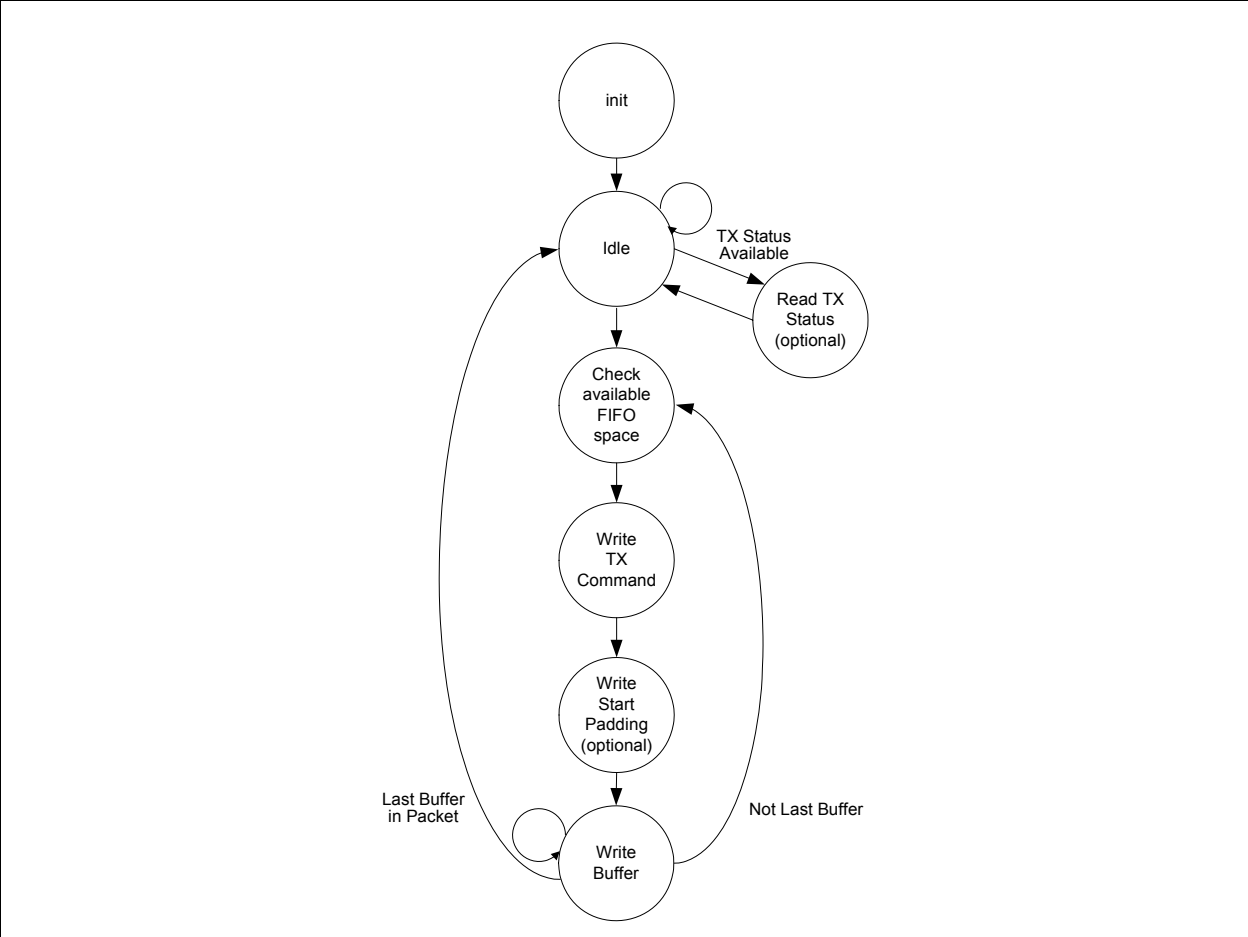 init
Idle
TX Status
Available
Read TX
Status
(optional)
Check
available
FIFO
space
Write
TX
Command
Write
Start
Padding
(optional)
Last Buffer
in Packet
Not Last Buffer
Write
Buffer